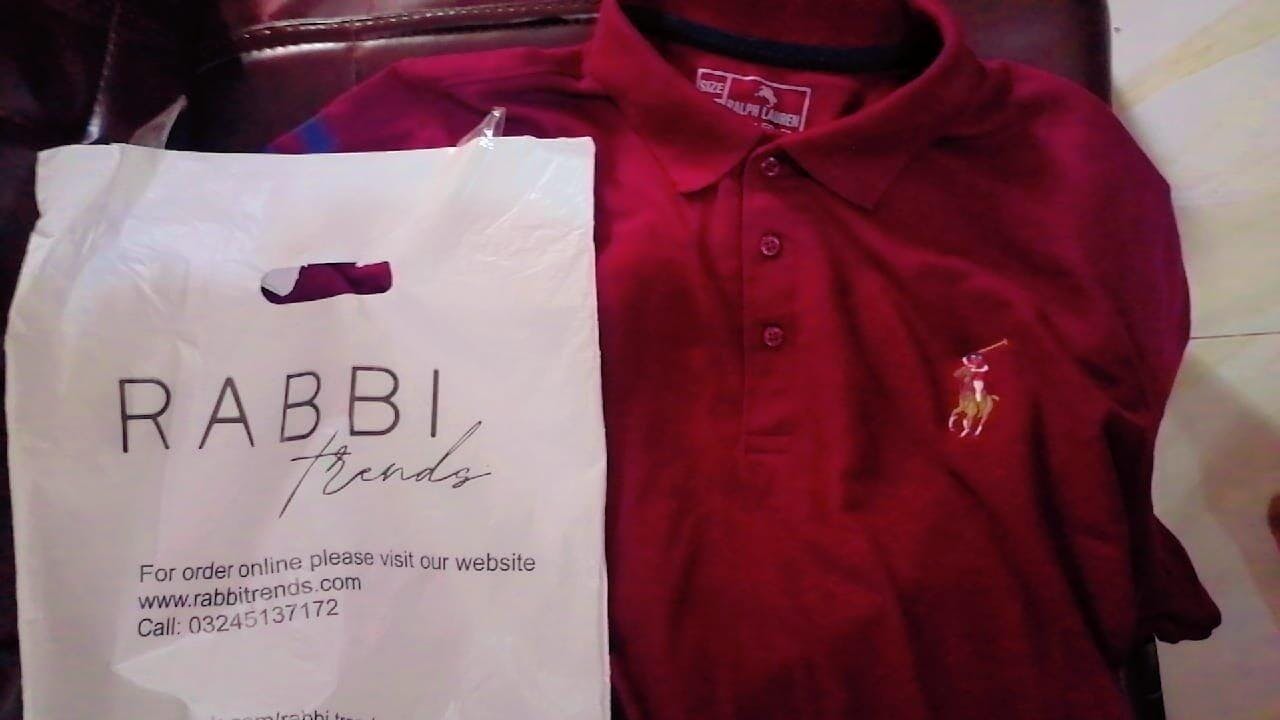 SIZE
RALPH LAUREN
RABBI
trends
For order online please visit our website
www.rabbitrends.com
Call: 03245137172